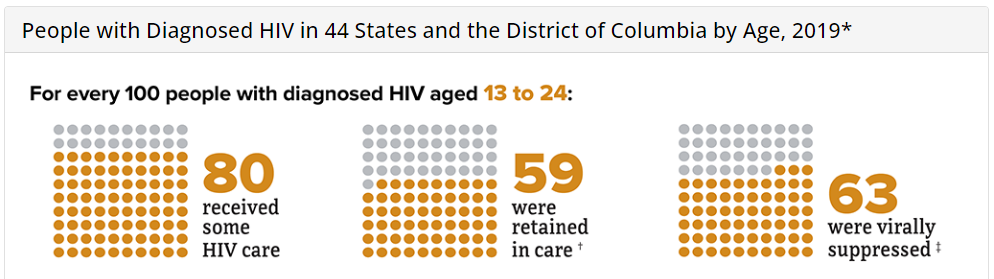 People with Diagnosed HIV in 44 States and the District of Columbia by Age, 2019*
For every 100 people with diagnosed HIV aged 13 to 24:
80
received
some
HIV care
59
were
retained
in care †
63
were virally
suppressed ‡